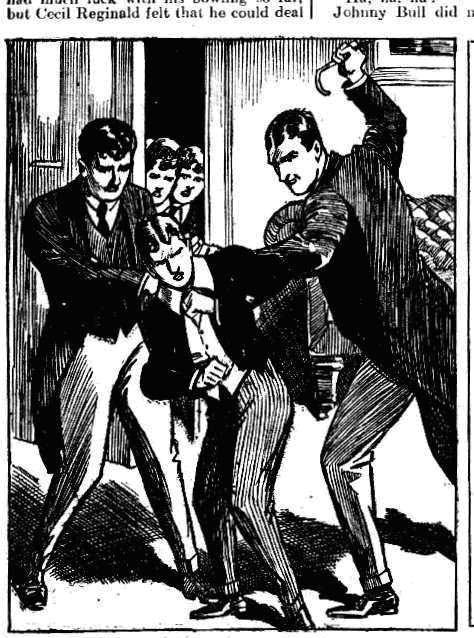 had much luck with his bowling so far,
but Cecil Reginald felt that he could deal
"Ha, ha, ha!"
Johnny Bull did